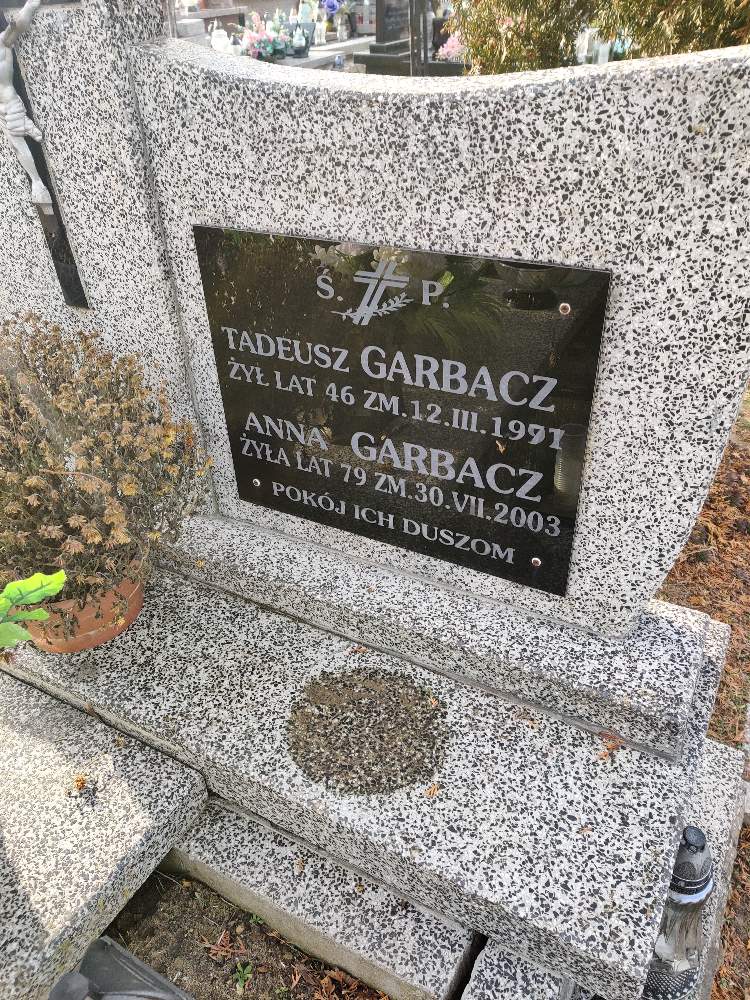 Ś. P.
TADEUSZ GARBACZ
ŻYŁ LAT 46 ZM.12.III.1971
ANNA GARBACZ
ŻYŁA LAT 79 ZM.30.VII.2003
POKÓJ ICH DUSZOM